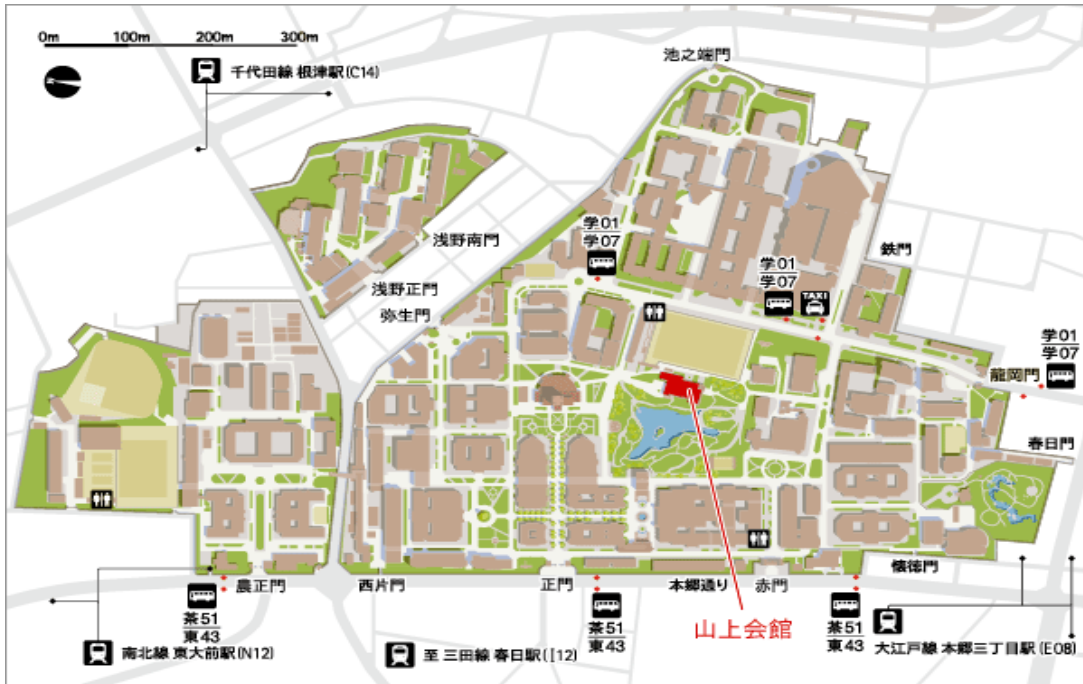 0m 100m 200m 300m
千代田線 根津駅(C14)
池之端門
浅野南門
浅野正門
弥生門
学01
学07
学01
学07
TAXI
鉄門
学01
学07
龍岡門
春日門
農正門
西片門
正門
本郷通り
赤門
懐徳門
茶51
東43
茶51
東43
茶51
東43
山上会館
南北線 東大前駅(N12)
至 三田線 春日駅(I12)
大江戸線 本郷三丁目駅(E08)